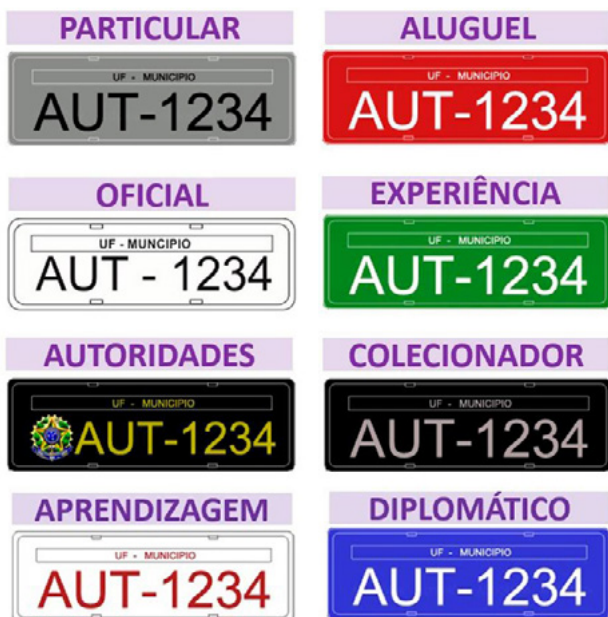 PARTICULAR
UF - MUNICIPIO
AUT-1234
ALUGUEL
UF - MUNICIPIO
AUT-1234
OFICIAL
UF - MUNCIPIO
AUT - 1234
EXPERIÊNCIA
UF - MUNICIPIO
AUT-1234
AUTORIDADES
UF - MUNICIPIO
AUT-1234
COLECIONADOR
UF - MUNICIPIO
AUT-1234
APRENDIZAGEM
UF - MUNICIPIO
AUT-1234
DIPLOMÁTICO
UF - MUNICIPIO
AUT-1234